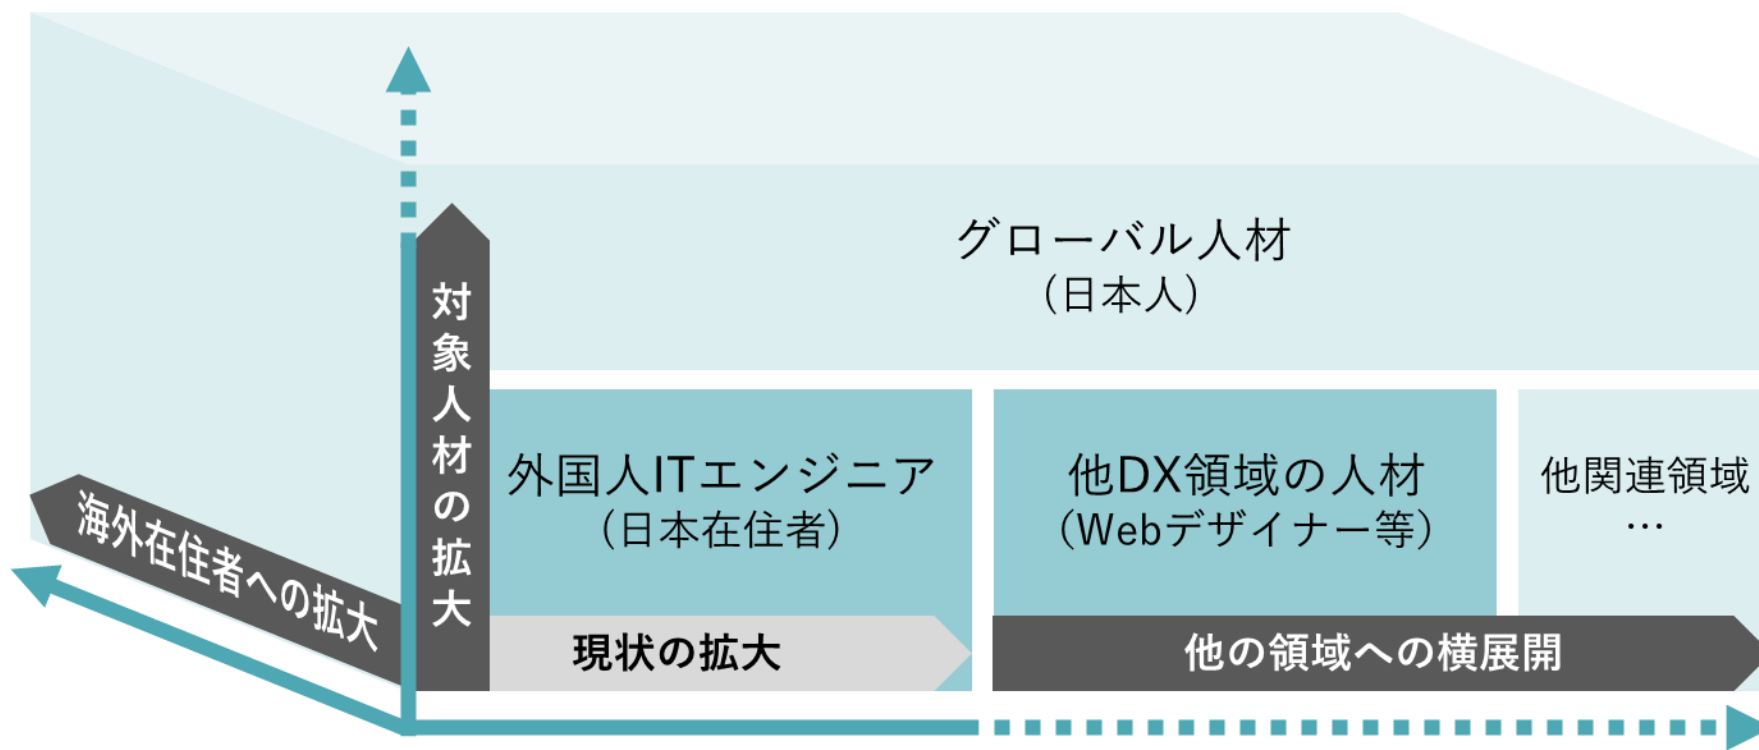 グローバル人材
(日本人)
対象人材の拡大
外国人ITエンジニア
(日本在住者)
他DX領域の人材
(Webデザイナー等)
他関連領域
…
海外在住者への拡大
現状の拡大
他の領域への横展開